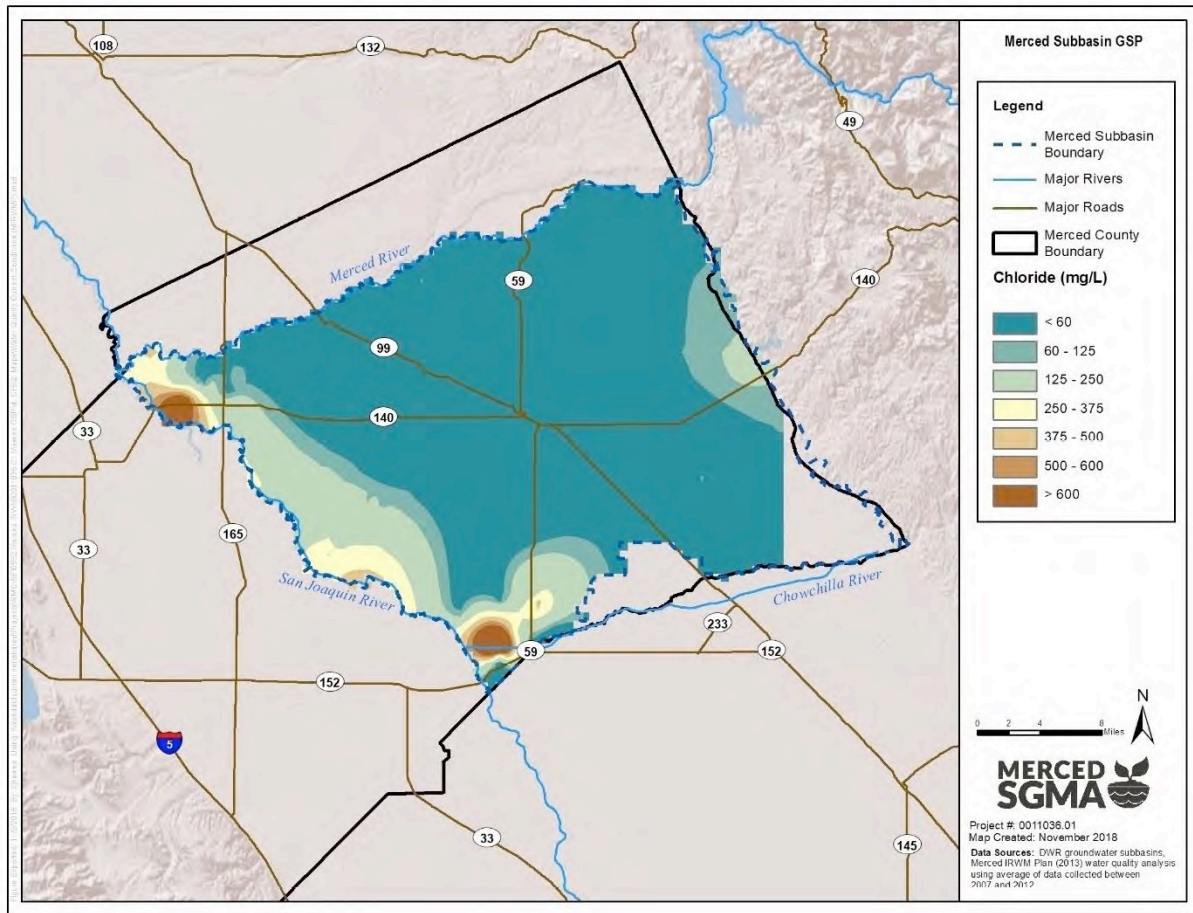 108
132
49
Merced River
59
140
99
140
33
33
165
San Joaquin River
Chowchilla River
233
59
152
152
5
33
145
Merced Subbasin GSP
Legend
Merced Subbasin
Boundary
Major Rivers
Major Roads
Merced County
Boundary
Chloride (mg/L)
< 60
60 - 125
125 - 250
250 - 375
375 - 500
500 - 600
> 600
N
0 2 4 8
Miles
MERCED
SGMA
Project #: 0011036.01
Map Created: November 2018
Data Sources: DWR groundwater subbasins,
Merced IRWM Plan (2013) water quality analysis
using average of data collected between
2007 and 2012